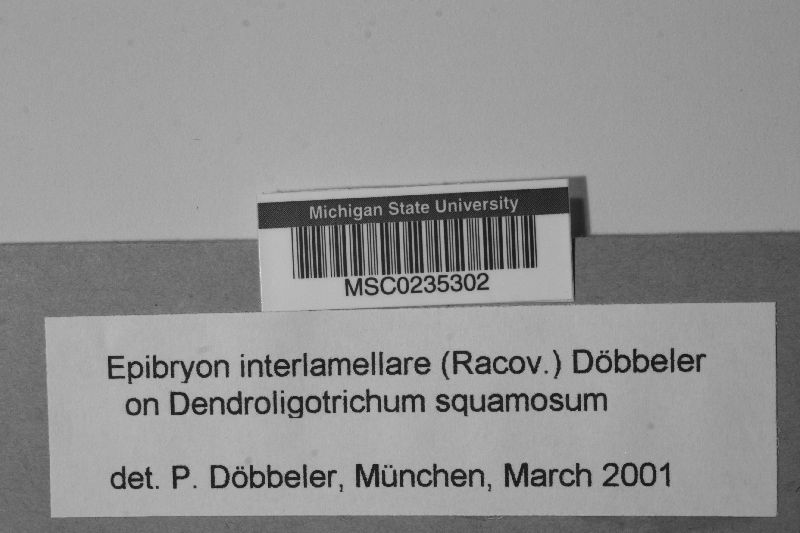 Michigan State University
MSC0235302
Epibryon interlamellare (Racov.) Döbbeler
on Dendroligotrichum squamosum
det. P. Döbbeler, München, March 2001